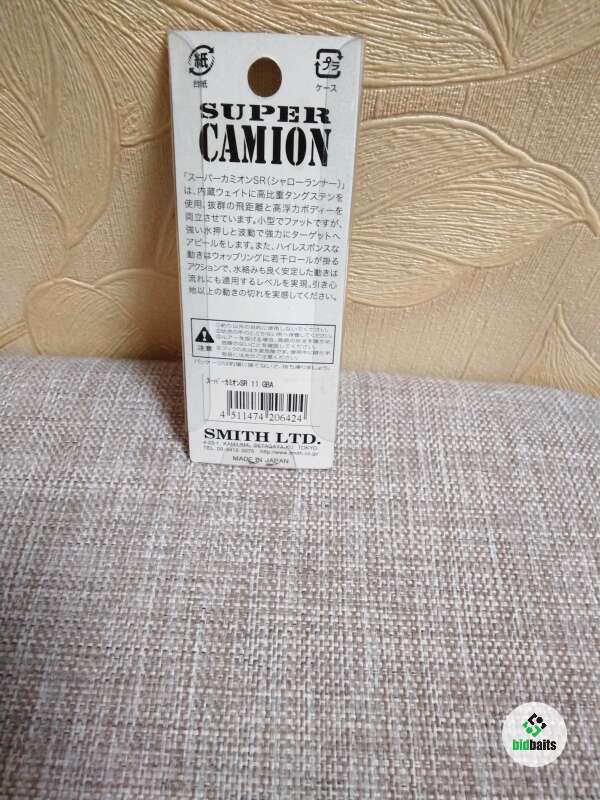 紙
台紙
プラ
ケース
SUPER
CAMION
「スーパーカミオンSR(シャローランナー)」
は、内蔵ウェイトに高比重タングステンを
使用。抜群の飛距離と高浮力ボディーを
両立させています。小型でファットですが、
強い水押しと波動で強力にターゲットへ
アピールをします。また、ハイレスポンスな
動きはウォッブリングに若干ロールが掛る
アクションで、水絡みも良く安定した動きは
流れにも適用するレベルを実現。引き心
地以上の動きの切れを実感してください。
注意
スーパーカミオンSR 11 GBA
4 511474 206424
SMITH LTD.
MADE IN JAPAN
bidbaits